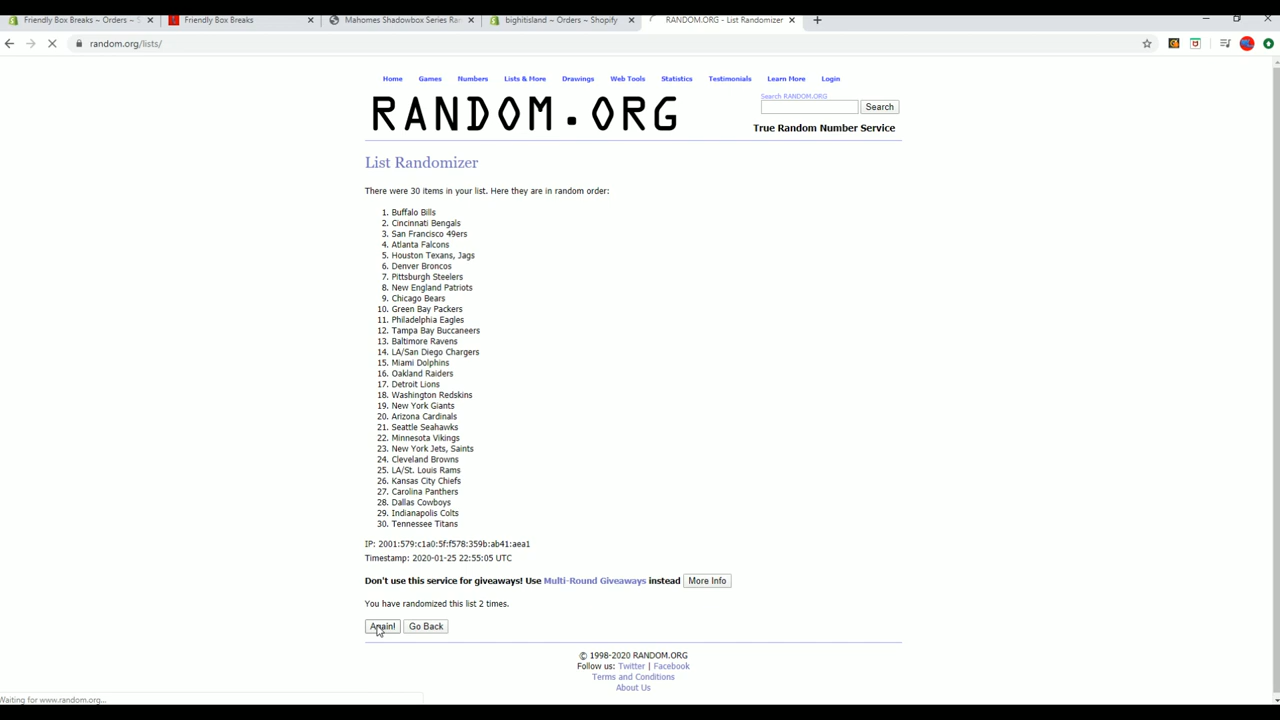 Friendly Box Breaks ~ Orders ~ S
Friendly Box Breaks
Mahomes Shadowbox Series Ra
bighitisland ~ Orders ~ Shopify
RANDOM.ORG - List Randomizer
random.org/lists/
Home Games Numbers Lists & More Drawings Web Tools Statistics Testimonials Learn More Login
Search RANDOM.ORG
RANDOM.ORG
Search
True Random Number Service
List Randomizer
There were 30 items in your list. Here they are in random order:
1. Buffalo Bills
2. Cincinnati Bengals
3. San Francisco 49ers
4. Atlanta Falcons
5. Houston Texans, Jags
6. Denver Broncos
7. Pittsburgh Steelers
8. New England Patriots
9. Chicago Bears
10. Green Bay Packers
11. Philadelphia Eagles
12. Tampa Bay Buccaneers
13. Baltimore Ravens
14. LA/San Diego Chargers
15. Miami Dolphins
16. Oakland Raiders
17. Detroit Lions
18. Washington Redskins
19. New York Giants
20. Arizona Cardinals
21. Seattle Seahawks
22. Minnesota Vikings
23. New York Jets, Saints
24. Cleveland Browns
25. LA/St. Louis Rams
26. Kansas City Chiefs
27. Carolina Panthers
28. Dallas Cowboys
29. Indianapolis Colts
30. Tennessee Titans
IP: 2001:579:c1a0:5f:f578:359b:ab41:aea1
Timestamp: 2020-01-25 22:55:05 UTC
Don't use this service for giveaways! Use Multi-Round Giveaways instead More Info
You have randomized this list 2 times.
Again! Go Back
© 1998-2020 RANDOM.ORG
Follow us: Twitter | Facebook
Terms and Conditions
About Us
Waiting for www.random.org...